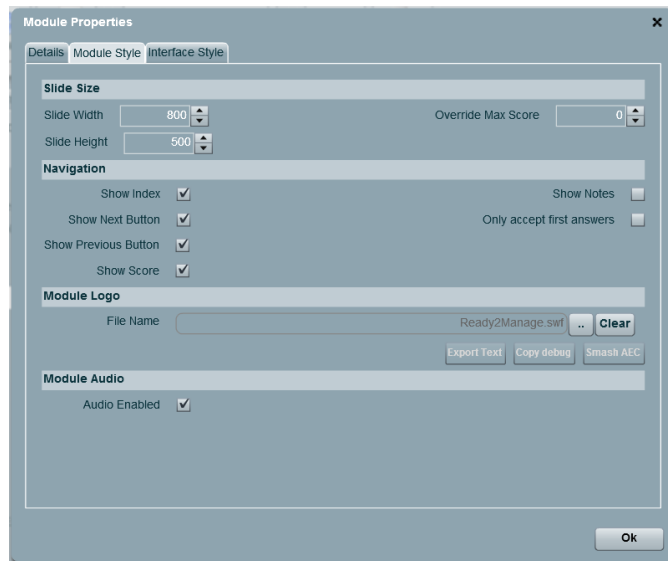 Module Properties
Details Module Style Interface Style
Slide Size
Slide Width 800 Override Max Score 0
Slide Height 500
Navigation
Show Index Show Notes
Show Next Button Only accept first answers
Show Previous Button
Show Score
Module Logo
File Name Ready2Manage.swf .. Clear
Export Text Copy debug Smash AEC
Module Audio
Audio Enabled
Ok